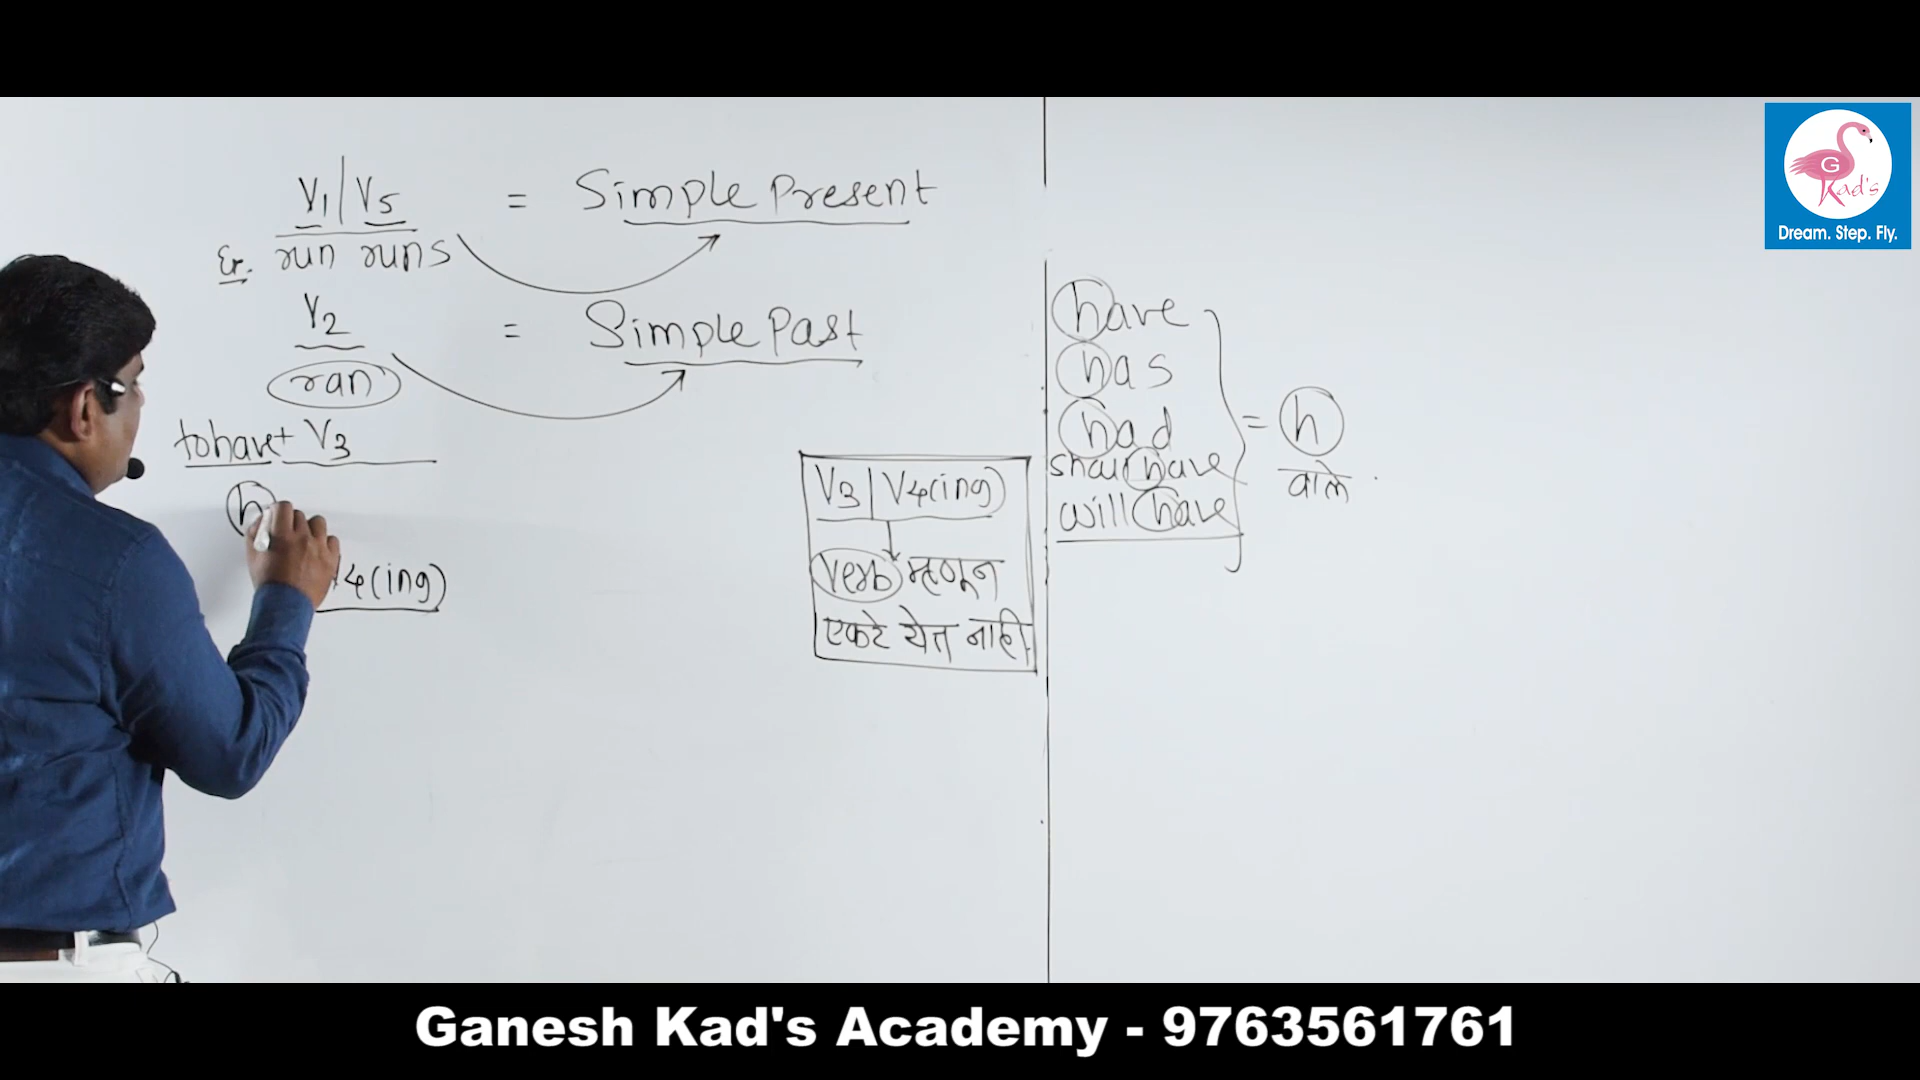 V1 | V5 = Simple Present
Ex. run runs
V2 = Simple Past
ran
to have + V3
h
V4(ing)
V3 | V4(ing)
verb म्हणून
एकटे येत नाही.
have
has
had
shall have
will have
= h
वाले
G
Kad's
Dream. Step. Fly.
Ganesh Kad's Academy - 9763561761